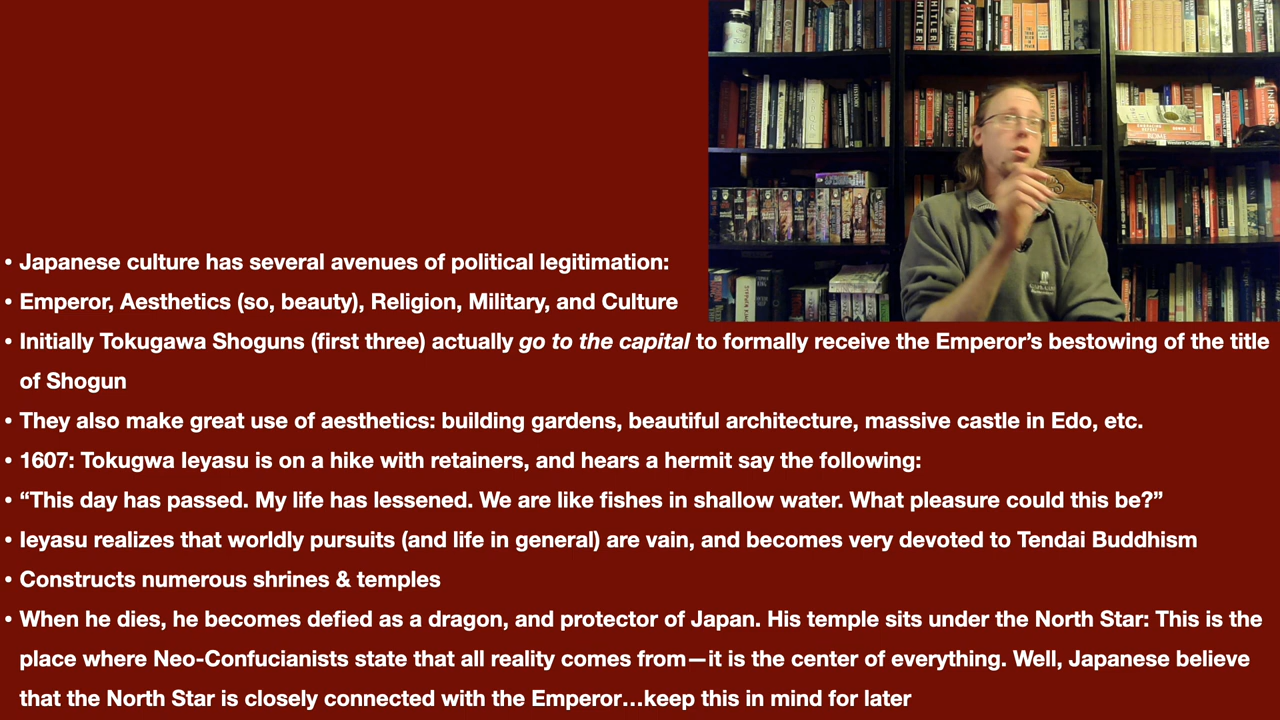 HITLER
HISTORY
INFERNO
Western Civilizations
STEPHEN KING
• Japanese culture has several avenues of political legitimation:
• Emperor, Aesthetics (so, beauty), Religion, Military, and Culture
• Initially Tokugawa Shoguns (first three) actually go to the capital to formally receive the Emperor’s bestowing of the title
of Shogun
• They also make great use of aesthetics: building gardens, beautiful architecture, massive castle in Edo, etc.
• 1607: Tokugwa Ieyasu is on a hike with retainers, and hears a hermit say the following:
• “This day has passed. My life has lessened. We are like fishes in shallow water. What pleasure could this be?”
• Ieyasu realizes that worldly pursuits (and life in general) are vain, and becomes very devoted to Tendai Buddhism
• Constructs numerous shrines & temples
• When he dies, he becomes defied as a dragon, and protector of Japan. His temple sits under the North Star: This is the
place where Neo-Confucianists state that all reality comes from—it is the center of everything. Well, Japanese believe
that the North Star is closely connected with the Emperor…keep this in mind for later